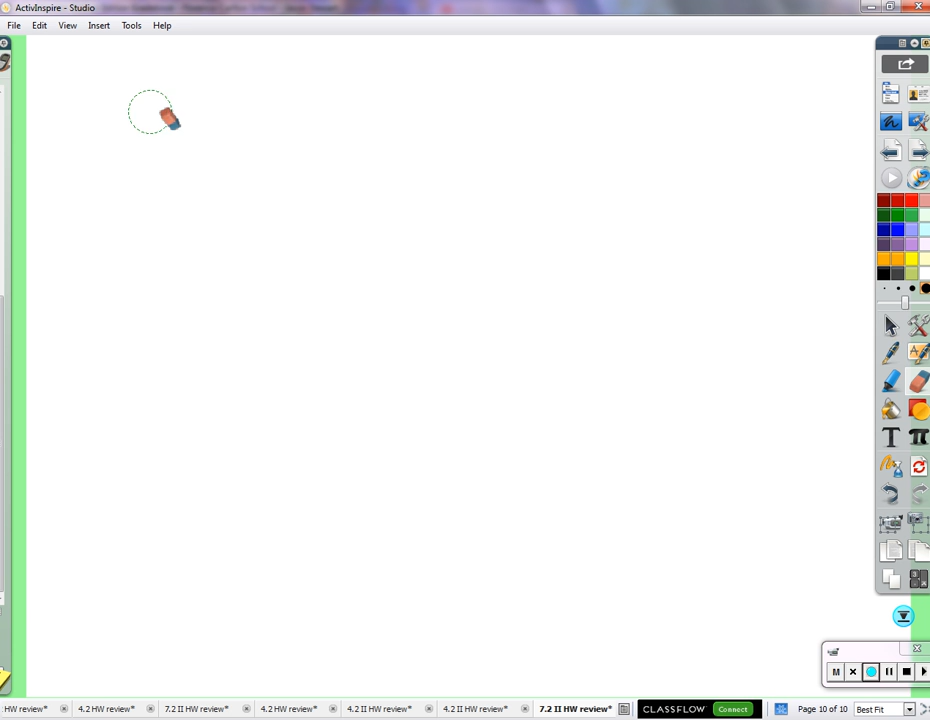 ActivInspire - Studio
File Edit View Insert Tools Help
T π
M
HW review* 4.2 HW review* 7.2 II HW review* 4.2 HW review* 4.2 II HW review* 4.2 II HW review* 7.2 II HW review* CLASSFLOW Connect Page 10 of 10 Best Fit